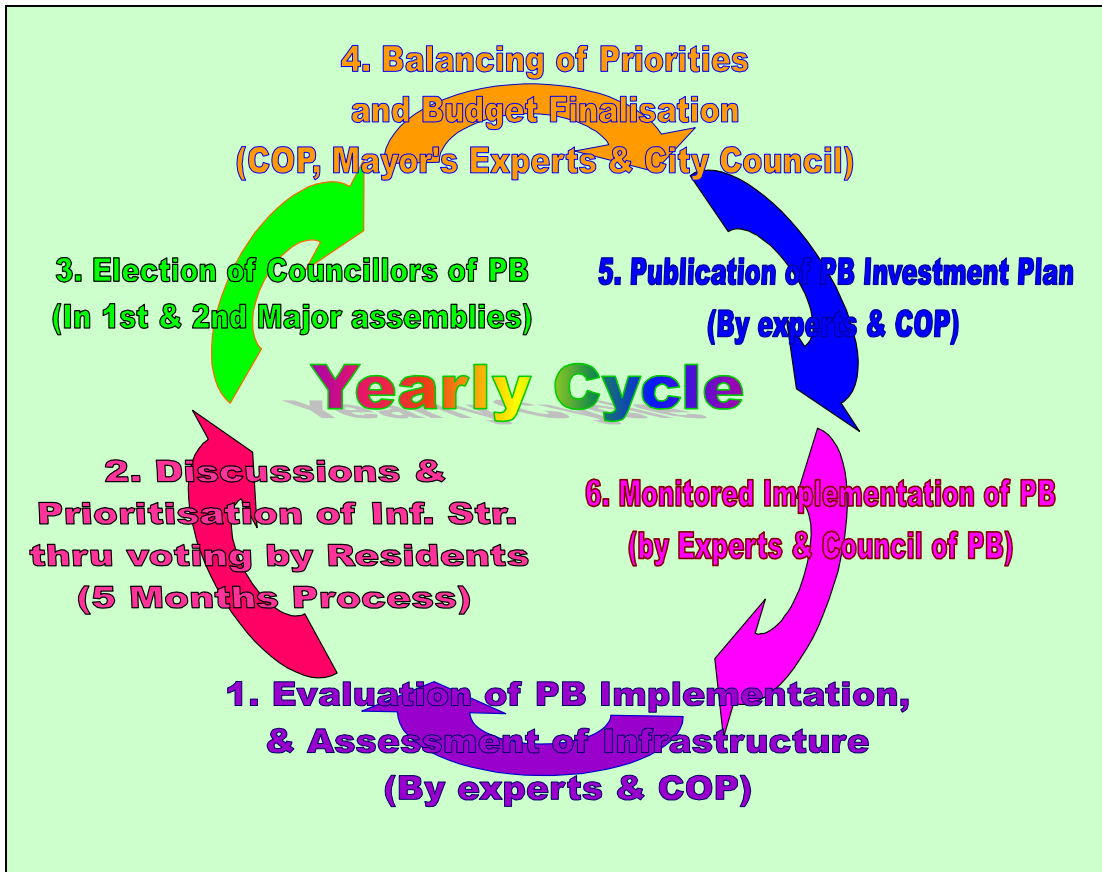 4. Balancing of Priorities
and Budget Finalisation
(COP, Mayor's Experts & City Council)
3. Election of Councillors of PB
(In 1st & 2nd Major assemblies)
5. Publication of PB Investment Plan
(By experts & COP)
Yearly Cycle
2. Discussions &
Prioritisation of Inf. Str.
thru voting by Residents
(5 Months Process)
6. Monitored Implementation of PB
(by Experts & Council of PB)
1. Evaluation of PB Implementation,
& Assessment of Infrastructure
(By experts & COP)